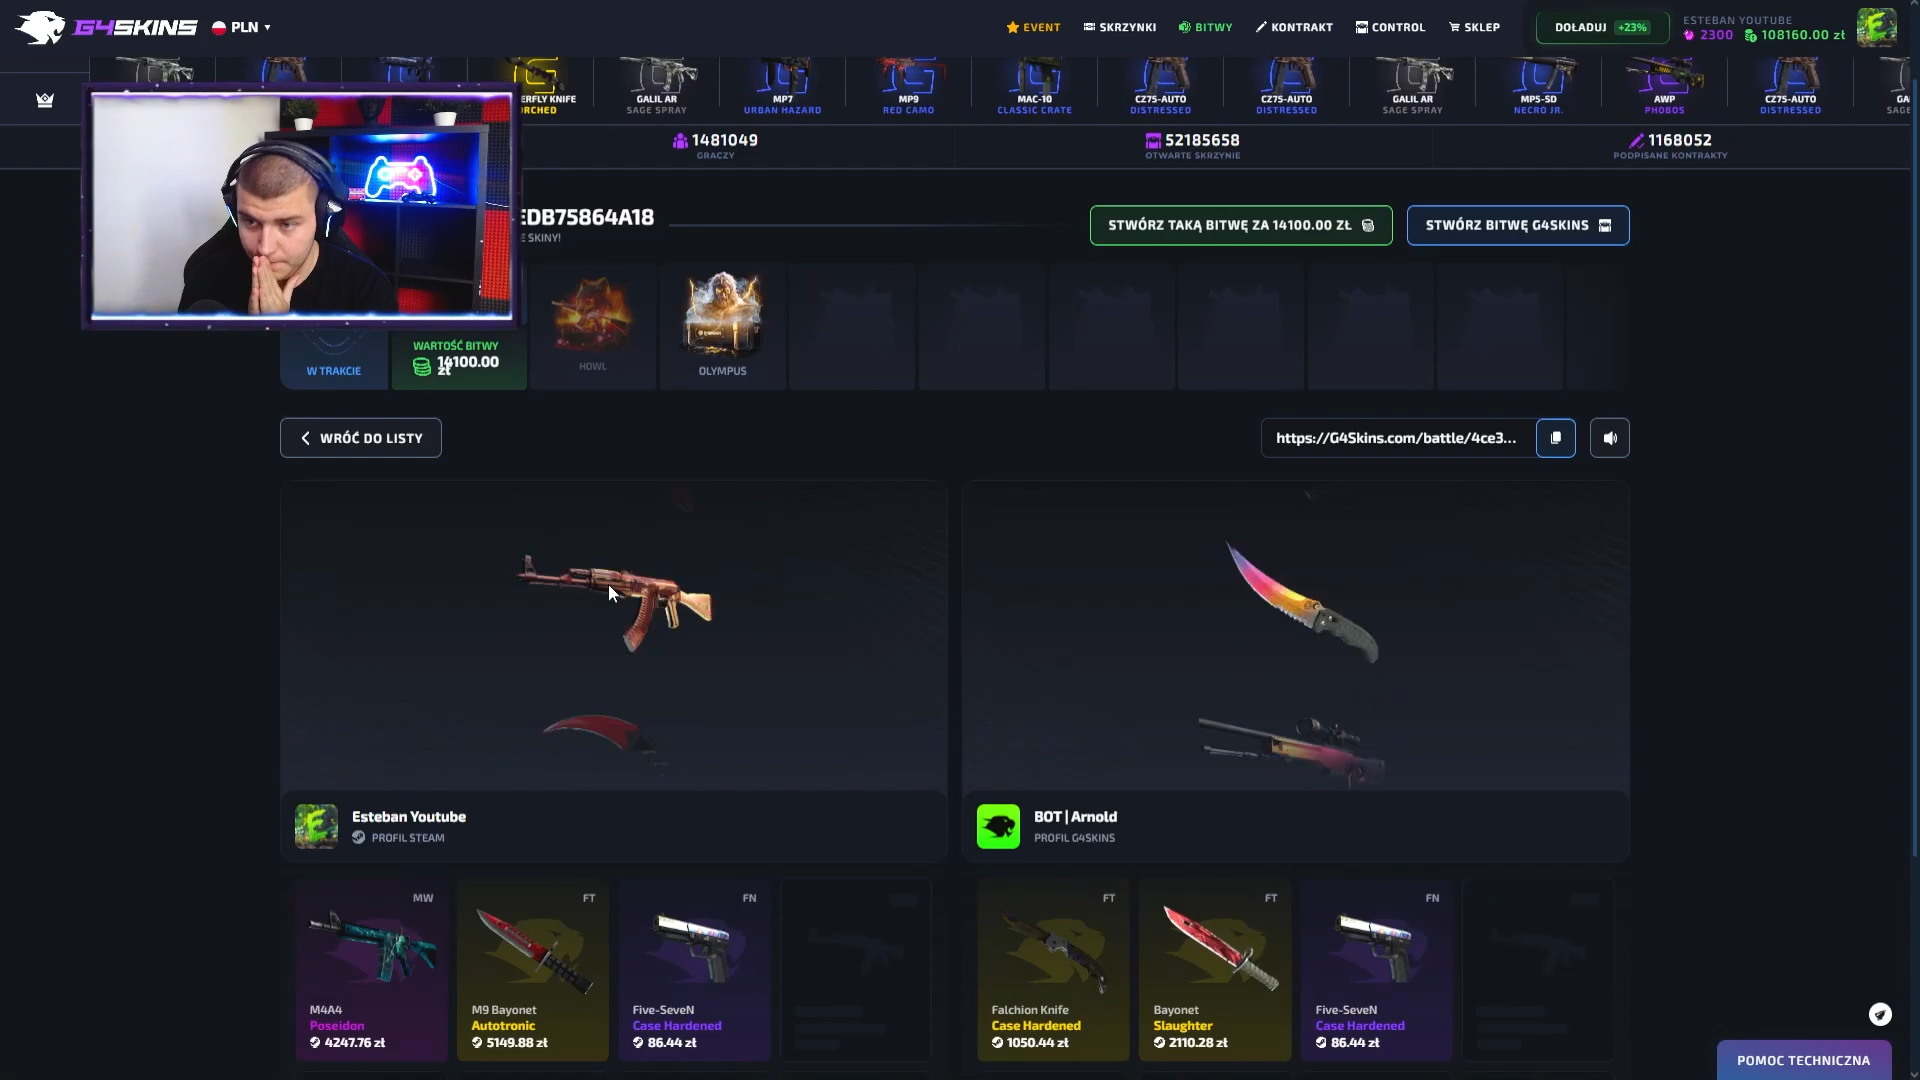 G4SKINS
PLN
EVENT
SKRZYNKI
BITWY
KONTRAKT
CONTROL
SKLEP
DOŁADUJ +23%
ESTEBAN YOUTUBE
2300 108160.00 zł
ERFLY KNIFE
ORCHED
GALIL AR
SAGE SPRAY
MP7
URBAN HAZARD
MP9
RED CAMO
MAC-10
CLASSIC CRATE
CZ75-AUTO
DISTRESSED
CZ75-AUTO
DISTRESSED
GALIL AR
SAGE SPRAY
MP5-SD
NECRO JR.
AWP
PHOBOS
CZ75-AUTO
DISTRESSED
GA
SAGE
1481049
GRACZY
52185658
OTWARTE SKRZYNIE
1168052
PODPISANE KONTRAKTY
EDB75864A18
E SKINY!
STWÓRZ TAKĄ BITWĘ ZA 14100.00 ZŁ
STWÓRZ BITWĘ G4SKINS
W TRAKCIE
WARTOŚĆ BITWY
14100.00
zł
HOWL
OLYMPUS
WRÓĆ DO LISTY
https://G4Skins.com/battle/4ce3...
Esteban Youtube
PROFIL STEAM
BOT | Arnold
PROFIL G4SKINS
MW
M4A4
Poseidon
4247.76 zł
FT
M9 Bayonet
Autotronic
5149.88 zł
FN
Five-SeveN
Case Hardened
86.44 zł
FT
Falchion Knife
Case Hardened
1050.44 zł
FT
Bayonet
Slaughter
2110.28 zł
FN
Five-SeveN
Case Hardened
86.44 zł
POMOC TECHNICZNA